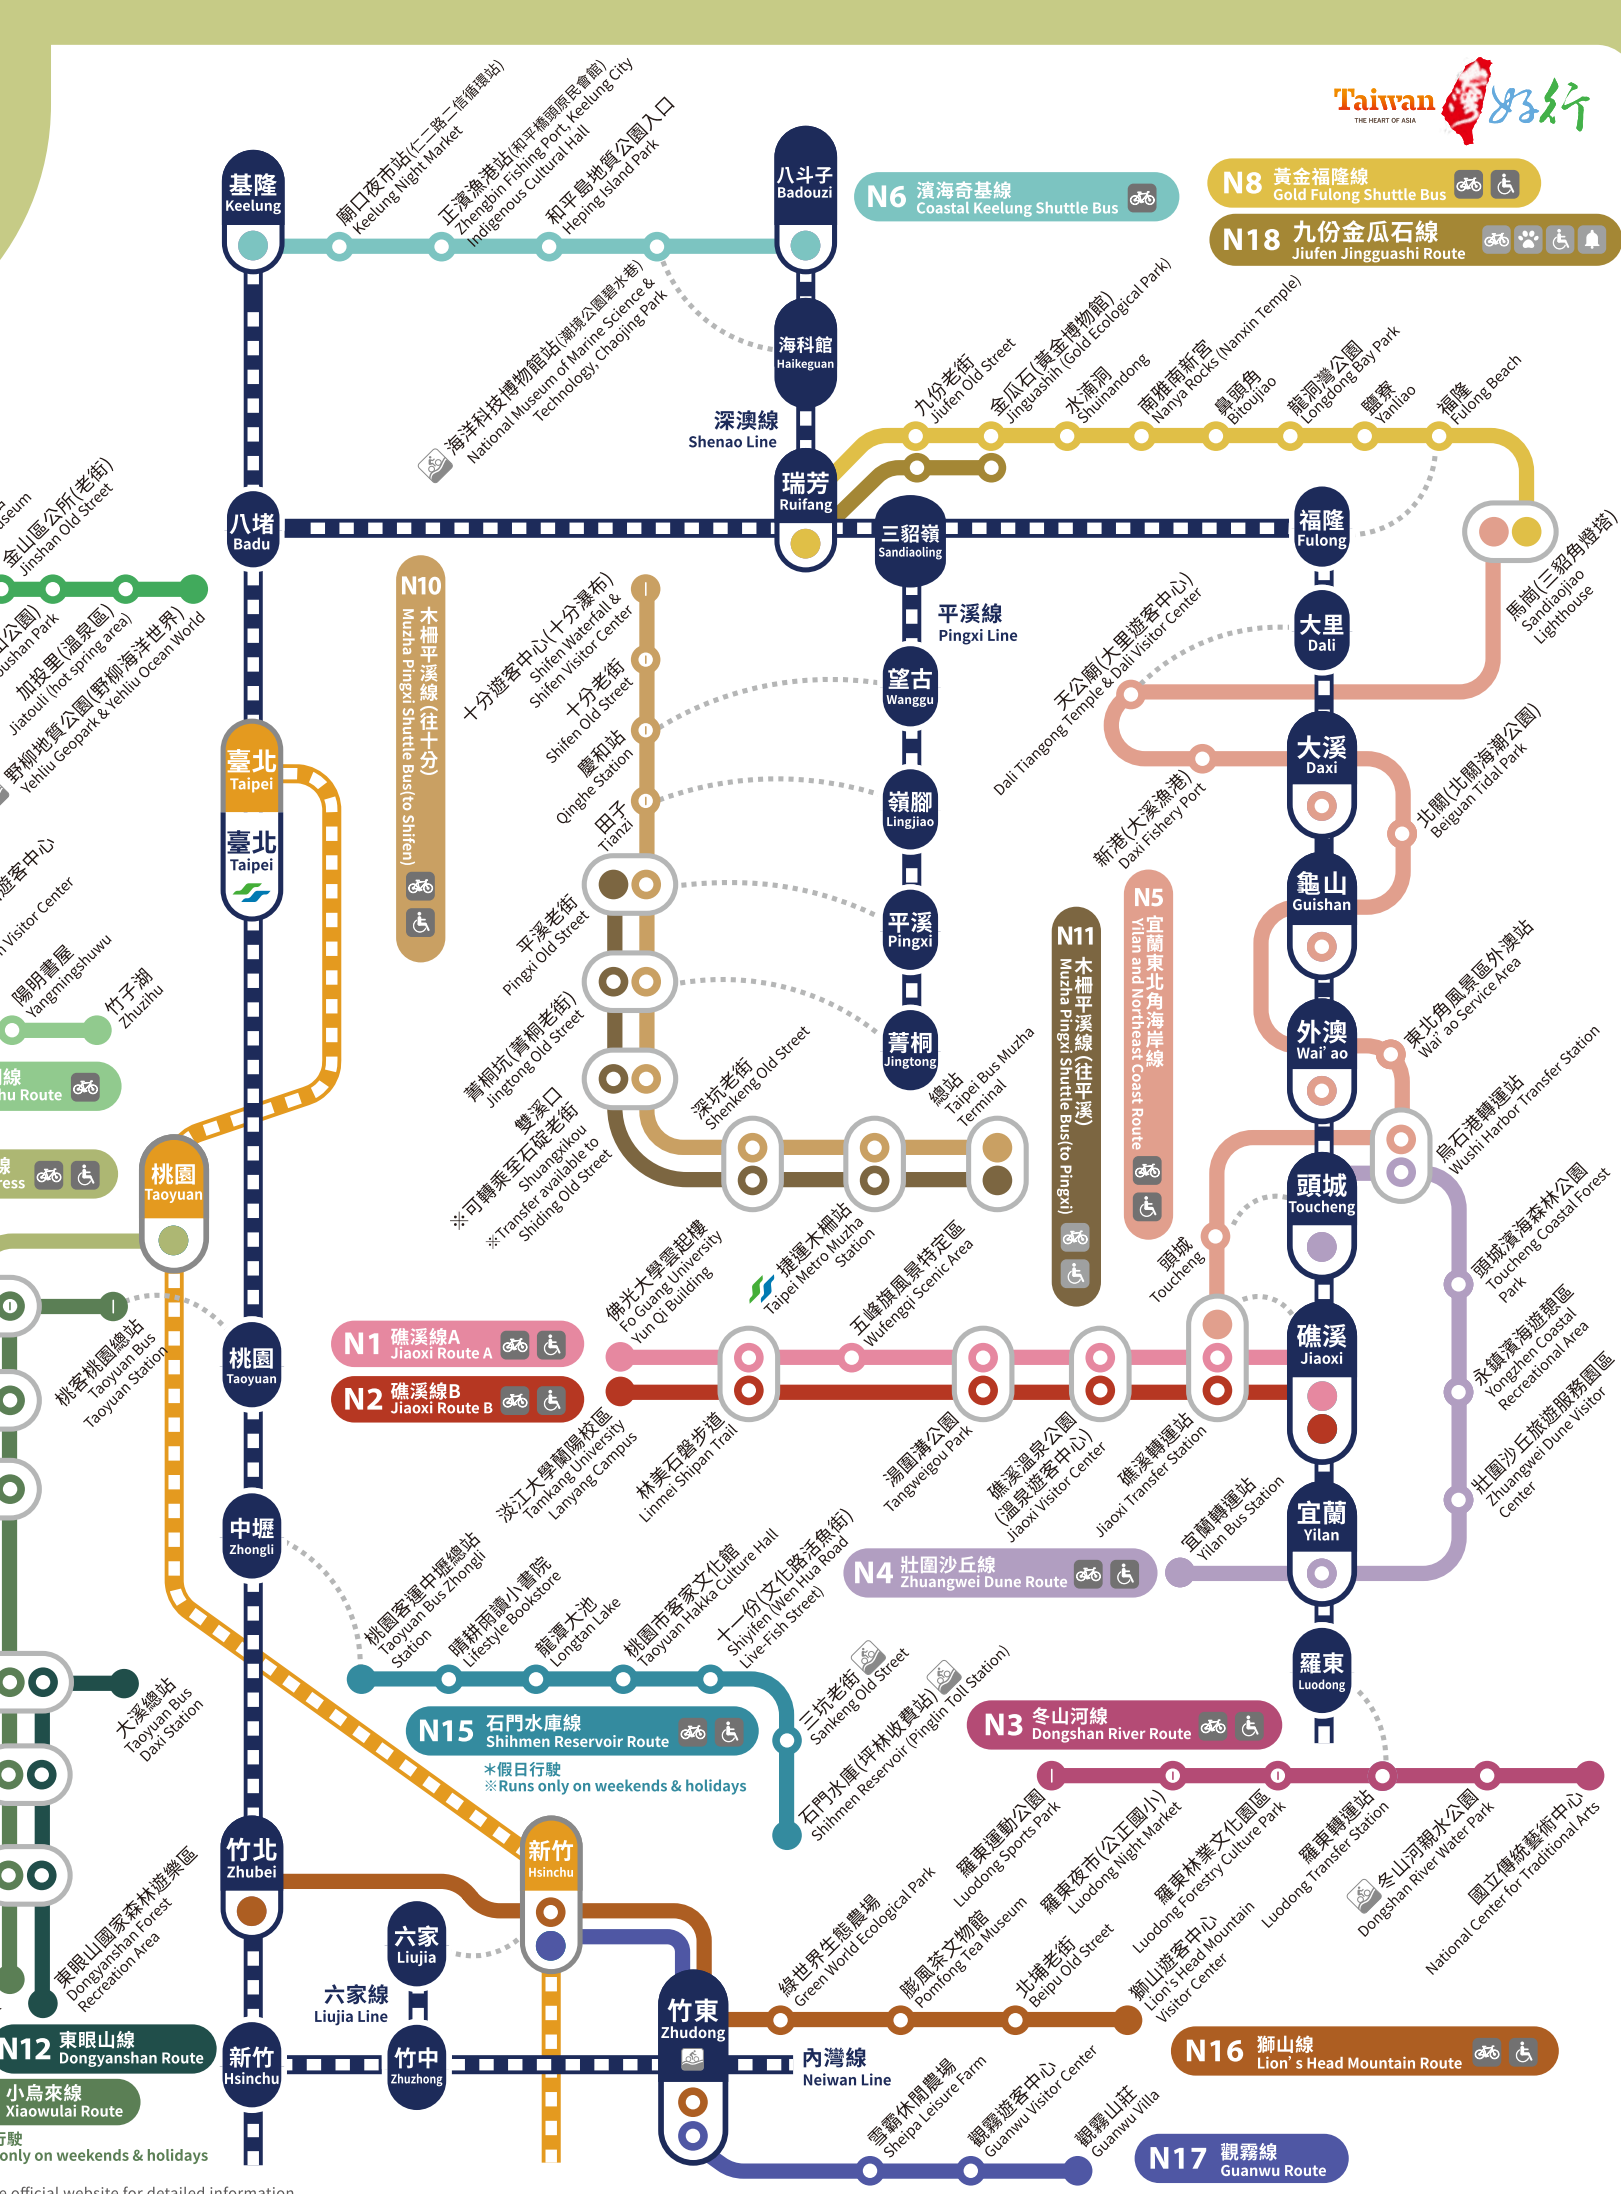 Taiwan
THE HEART OF ASIA
好行
基隆
Keelung
廟口夜市站(仁二路二信循環站)
Keelung Night Market
正濱漁港站(和平橋頭原民會館)
Zhengbin Fishing Port, Keelung City
Indigenous Cultural Hall
和平島地質公園入口
Heping Island Park
八斗子
Badouzi
N6 濱海奇基線
Coastal Keelung Shuttle Bus
N8 黃金福隆線
Gold Fulong Shuttle Bus
N18 九份金瓜石線
Jiufen Jingguashi Route
海洋科技博物館站(潮境公園碧水巷)
National Museum of Marine Science &
Technology, Chaojing Park
海科館
Haikeguan
深澳線
Shenao Line
九份老街
Jiufen Old Street
金瓜石(黃金博物館)
Jinguashih (Gold Ecological Park)
水湳洞
Shuinandong
南雅南新宮
Nanya Rocks (Nanxin Temple)
鼻頭角
Bitoujiao
龍洞灣公園
Longdong Bay Park
鹽寮
Yanliao
福隆
Fulong Beach
瑞芳
Ruifang
八堵
Badu
三貂嶺
Sandiaoling
福隆
Fulong
馬崗(三貂角燈塔)
Sandiaojiao
Lighthouse
金山區公所(老街)
Jinshan Old Street
加投里(溫泉區)
Jiatouli (hot spring area)
野柳地質公園(野柳海洋世界)
Yehliu Geopark & Yehliu Ocean World
N10
木柵平溪線(往十分)
Muzha Pingxi Shuttle Bus(to Shifen)
十分遊客中心(十分瀑布)
Shifen Waterfall &
Shifen Visitor Center
十分老街
Shifen Old Street
慶和站
Qinghe Station
田子
Tianzi
平溪線
Pingxi Line
望古
Wanggu
嶺腳
Lingjiao
平溪
Pingxi
菁桐
Jingtong
天公廟(大里遊客中心)
Dali Tiangong Temple & Dali Visitor Center
大里
Dali
新港(大溪漁港)
Daxi Fishery Port
大溪
Daxi
北關(北關海潮公園)
Beiguan Tidal Park
龜山
Guishan
外澳
Wai' ao
東北角風景區外澳站
Wai' ao Service Area
臺北
Taipei
臺北
Taipei
遊客中心
Visitor Center
陽明書屋
Yangmingshuwu
竹子湖
Zhuzihu
平溪老街
Pingxi Old Street
菁桐坑(菁桐老街)
Jingtong Old Street
雙溪口
※可轉乘至石碇老街
Shuangxikou
※Transfer available to
Shiding Old Street
深坑老街
Shenkeng Old Street
總站
Taipei Bus Muzha
Terminal
N11
木柵平溪線(往平溪)
Muzha Pingxi Shuttle Bus(to Pingxi)
N5
宜蘭東北角海岸線
Yilan and Northeast Coast Route
烏石港轉運站
Wushi Harbor Transfer Station
捷運木柵站
Taipei Metro Muzha
Station
桃園
Taoyuan
頭城
Toucheng
頭城
Toucheng
頭城濱海森林公園
Toucheng Coastal Forest
Park
永鎮濱海遊憩區
Yongzhen Coastal
Recreational Area
壯圍沙丘旅遊服務園區
Zhuangwei Dune Visitor
Center
佛光大學雲起樓
Fo Guang University
Yun Qi Building
五峰旗風景特定區
Wufengqi Scenic Area
N1 礁溪線A
Jiaoxi Route A
N2 礁溪線B
Jiaoxi Route B
礁溪
Jiaoxi
桃客桃園總站
Taoyuan Bus
Taoyuan Station
桃園
Taoyuan
淡江大學蘭陽校區
Tamkang University
Lanyang Campus
林美石磐步道
Linmei Shipan Trail
湯圍溝公園
Tangweigou Park
礁溪溫泉公園
(溫泉遊客中心)
Jiaoxi Visitor Center
礁溪轉運站
Jiaoxi Transfer Station
宜蘭轉運站
Yilan Bus Station
宜蘭
Yilan
中壢
Zhongli
N4 壯圍沙丘線
Zhuangwei Dune Route
桃園客運中壢總站
Taoyuan Bus Zhongli
Station
晴耕雨讀小書院
Lifestyle Bookstore
龍潭大池
Longtan Lake
桃園市客家文化館
Taoyuan Hakka Culture Hall
十一份(文化路活魚街)
Shiyifen (Wen Hua Road
Live-Fish Street)
三坑老街
Sankeng Old Street
石門水庫(坪林收費站)
Shihmen Reservoir (Pinglin Toll Station)
N15 石門水庫線
Shihmen Reservoir Route
＊假日行駛
※Runs only on weekends & holidays
羅東
Luodong
N3 冬山河線
Dongshan River Route
羅東運動公園
Luodong Sports Park
羅東夜市(公正國小)
Luodong Night Market
羅東林業文化園區
Luodong Forestry Culture Park
羅東轉運站
Luodong Transfer Station
冬山河親水公園
Dongshan River Water Park
國立傳統藝術中心
National Center for Traditional Arts
大溪總站
Taoyuan Bus
Daxi Station
竹北
Zhubei
新竹
Hsinchu
東眼山國家森林遊樂區
Dongyanshan Forest
Recreation Area
六家
Liujia
六家線
Liujia Line
竹中
Zhuzhong
竹東
Zhudong
綠世界生態農場
Green World Ecological Park
膨風茶文物館
Pomfong Tea Museum
北埔老街
Beipu Old Street
獅山遊客中心
Lion's Head Mountain
Visitor Center
N16 獅山線
Lion' s Head Mountain Route
N12 東眼山線
Dongyanshan Route
新竹
Hsinchu
內灣線
Neiwan Line
小烏來線
Xiaowulai Route
行駛
only on weekends & holidays
雪霸休閒農場
Sheipa Leisure Farm
觀霧遊客中心
Guanwu Visitor Center
觀霧山莊
Guanwu Villa
N17 觀霧線
Guanwu Route
official website for detailed information